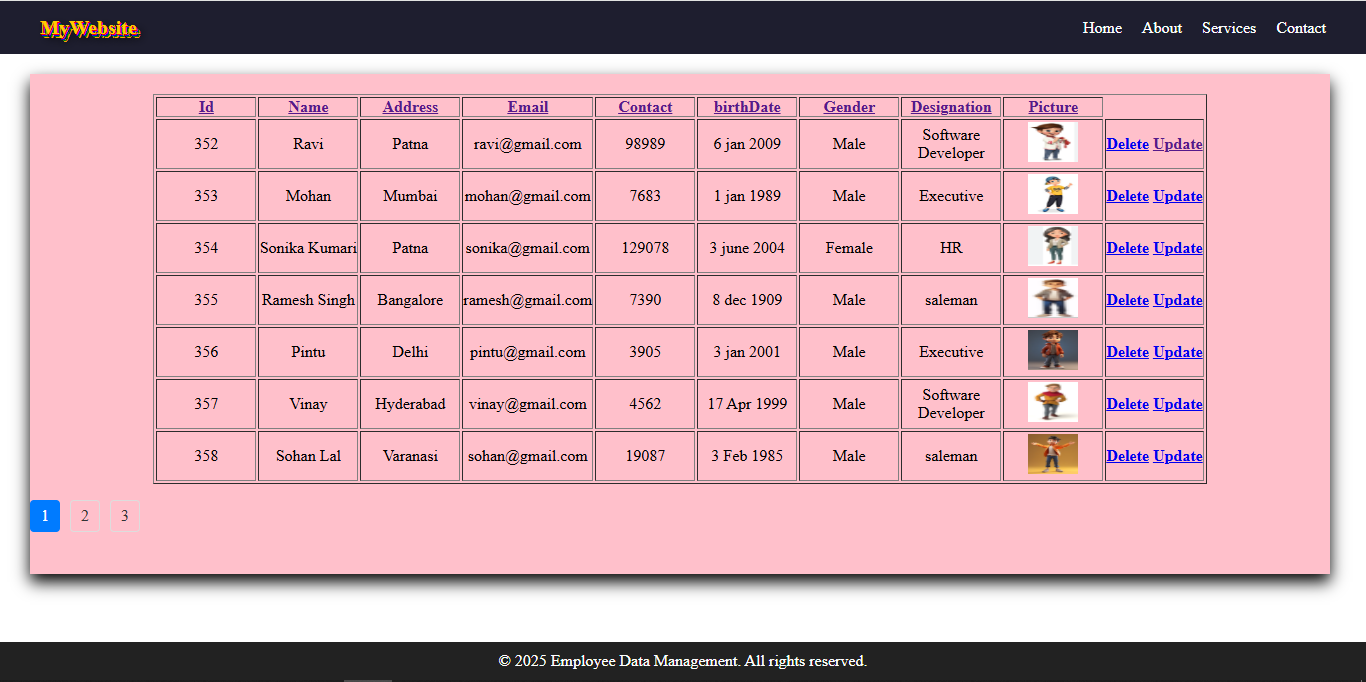 MyWebsite
Home About Services Contact
Id Name Address Email Contact birthDate Gender Designation Picture
352 Ravi Patna ravi@gmail.com 98989 6 jan 2009 Male Software Developer Delete Update
353 Mohan Mumbai mohan@gmail.com 7683 1 jan 1989 Male Executive Delete Update
354 Sonika Kumari Patna sonika@gmail.com 129078 3 june 2004 Female HR Delete Update
355 Ramesh Singh Bangalore ramesh@gmail.com 7390 8 dec 1909 Male saleman Delete Update
356 Pintu Delhi pintu@gmail.com 3905 3 jan 2001 Male Executive Delete Update
357 Vinay Hyderabad vinay@gmail.com 4562 17 Apr 1999 Male Software Developer Delete Update
358 Sohan Lal Varanasi sohan@gmail.com 19087 3 Feb 1985 Male saleman Delete Update
1 2 3
© 2025 Employee Data Management. All rights reserved.